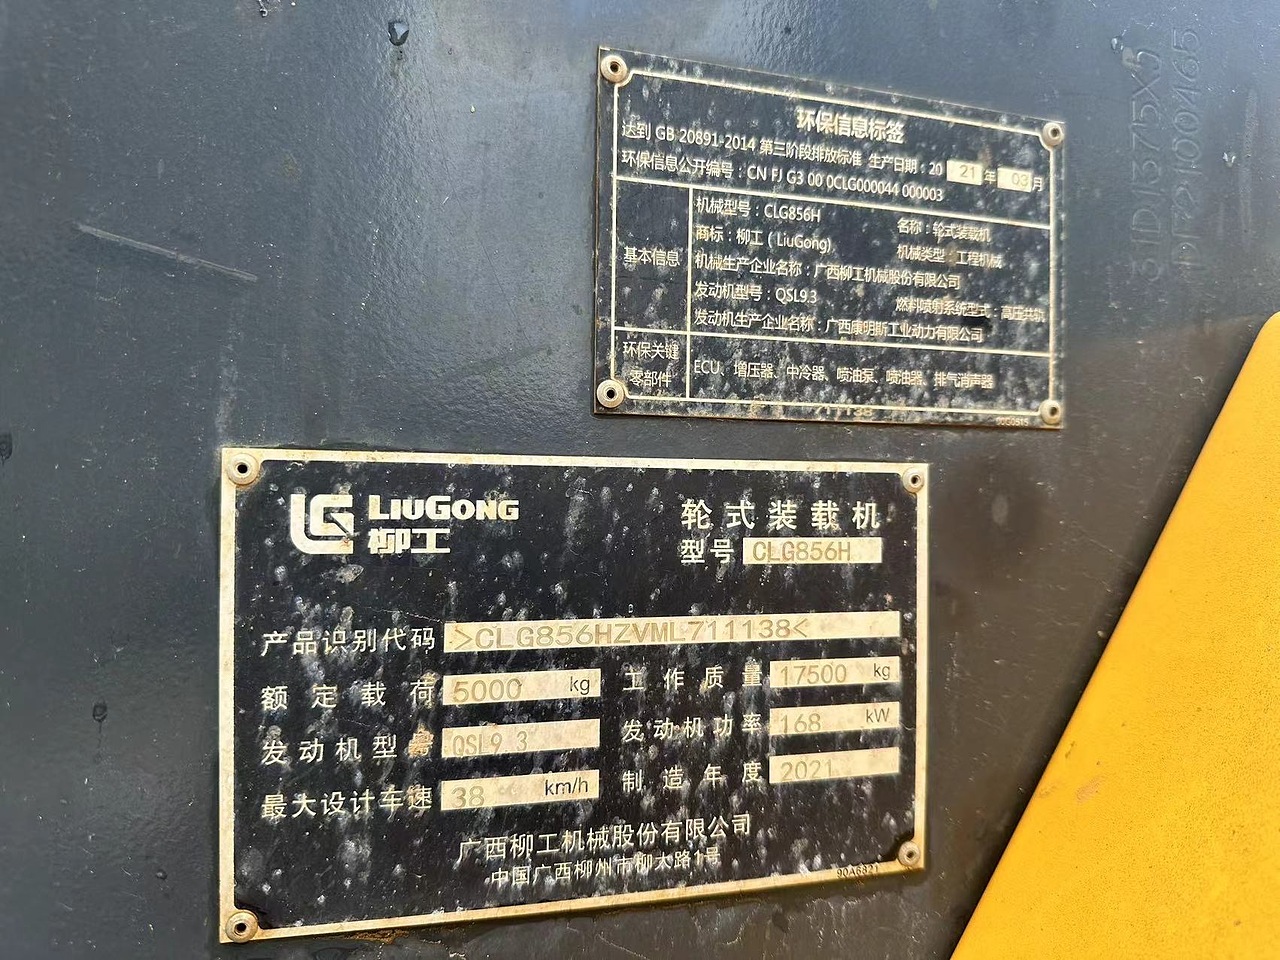 环保信息标签
达到 GB 20891-2014 第三阶段排放标准 生产日期：20 21 年 03 月
环保信息公开编号：CN FJ G3 00 0CLG000044 000003
基本信息
机械型号：CLG856H 名称：轮式装载机
商标：柳工（LiuGong） 机械类型：工程机械
机械生产企业名称：广西柳工机械股份有限公司
发动机型号：QSL9.3 燃料喷射系统型式：高压共轨
发动机生产企业名称：广西康明斯工业动力有限公司
环保关键
零部件
ECU、增压器、中冷器、喷油泵、喷油器、排气消声器
711138
00C0515
LG LIUGONG
柳工
轮式装载机
型号 CLG856H
产品识别代码 >CLG856HZVML711138<
额定载荷 5000 kg 工作质量 17500 kg
发动机型号 QSL9.3 发动机功率 168 kW
最大设计车速 38 km/h 制造年度 2021
广西柳工机械股份有限公司
中国广西柳州市柳太路1号
90A6821